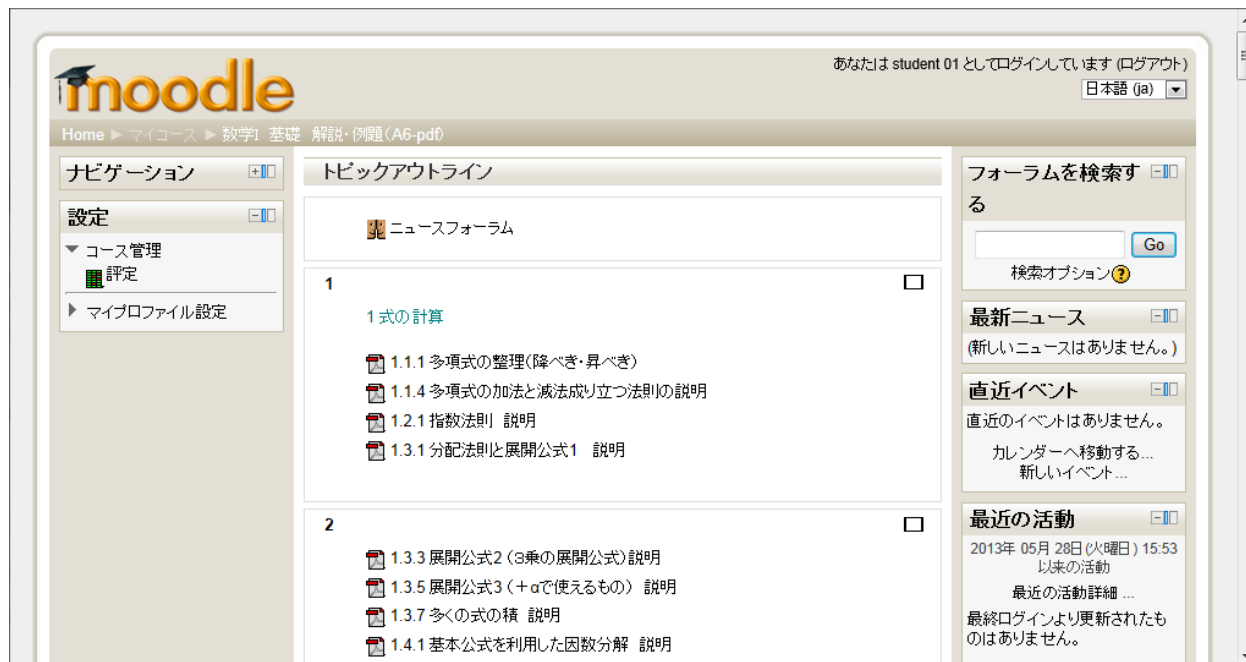 moodle
あなたは student 01 としてログインしています (ログアウト)
日本語 (ja)
Home ► マイコース ► 数学I 基礎 解説・例題(A6-pdf)
ナビゲーション
設定
コース管理
評定
マイプロファイル設定
トピックアウトライン
ニュースフォーラム
1
1 式の計算
1.1.1 多項式の整理(降べき・昇べき)
1.1.4 多項式の加法と減法成り立つ法則の説明
1.2.1 指数法則 説明
1.3.1 分配法則と展開公式1 説明
2
1.3.3 展開公式2 (3乗の展開公式)説明
1.3.5 展開公式3 (+αで使えるもの) 説明
1.3.7 多くの式の積 説明
1.4.1 基本公式を利用した因数分解 説明
フォーラムを検索す
る
Go
検索オプション
最新ニュース
(新しいニュースはありません。)
直近イベント
直近のイベントはありません。
カレンダーへ移動する...
新しいイベント...
最近の活動
2013年 05月 28日(火曜日) 15:53
以来の活動
最近の活動詳細 ...
最終ログインより更新されたも
のはありません。